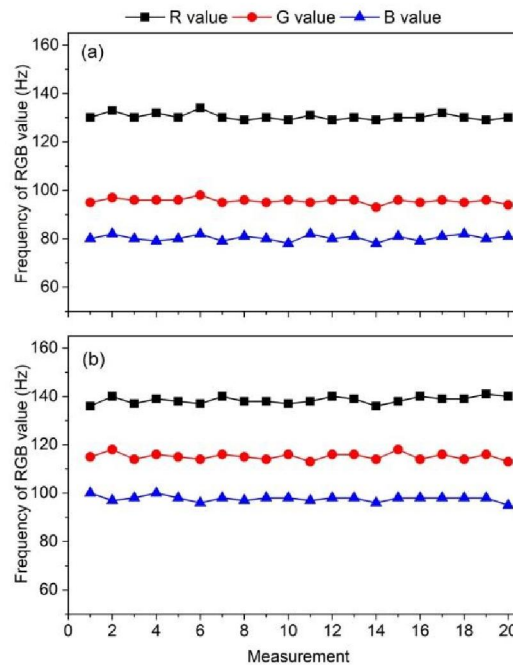 R value G value B value
(a)
160
140
120
100
80
60
Frequency of RGB value (Hz)
(b)
160
140
120
100
80
60
Frequency of RGB value (Hz)
0 2 4 6 8 10 12 14 16 18 20
Measurement